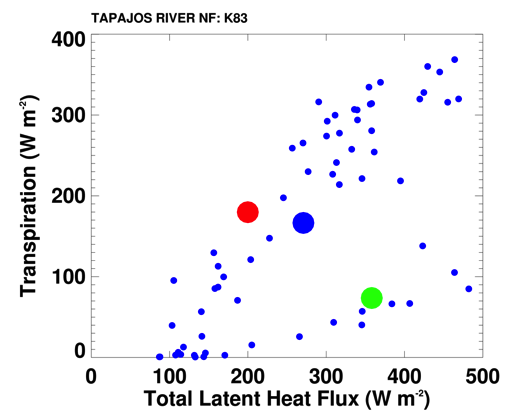 TAPAJOS RIVER NF: K83
400
300
200
100
0
Transpiration (W m-2)
0 100 200 300 400 500
Total Latent Heat Flux (W m-2)